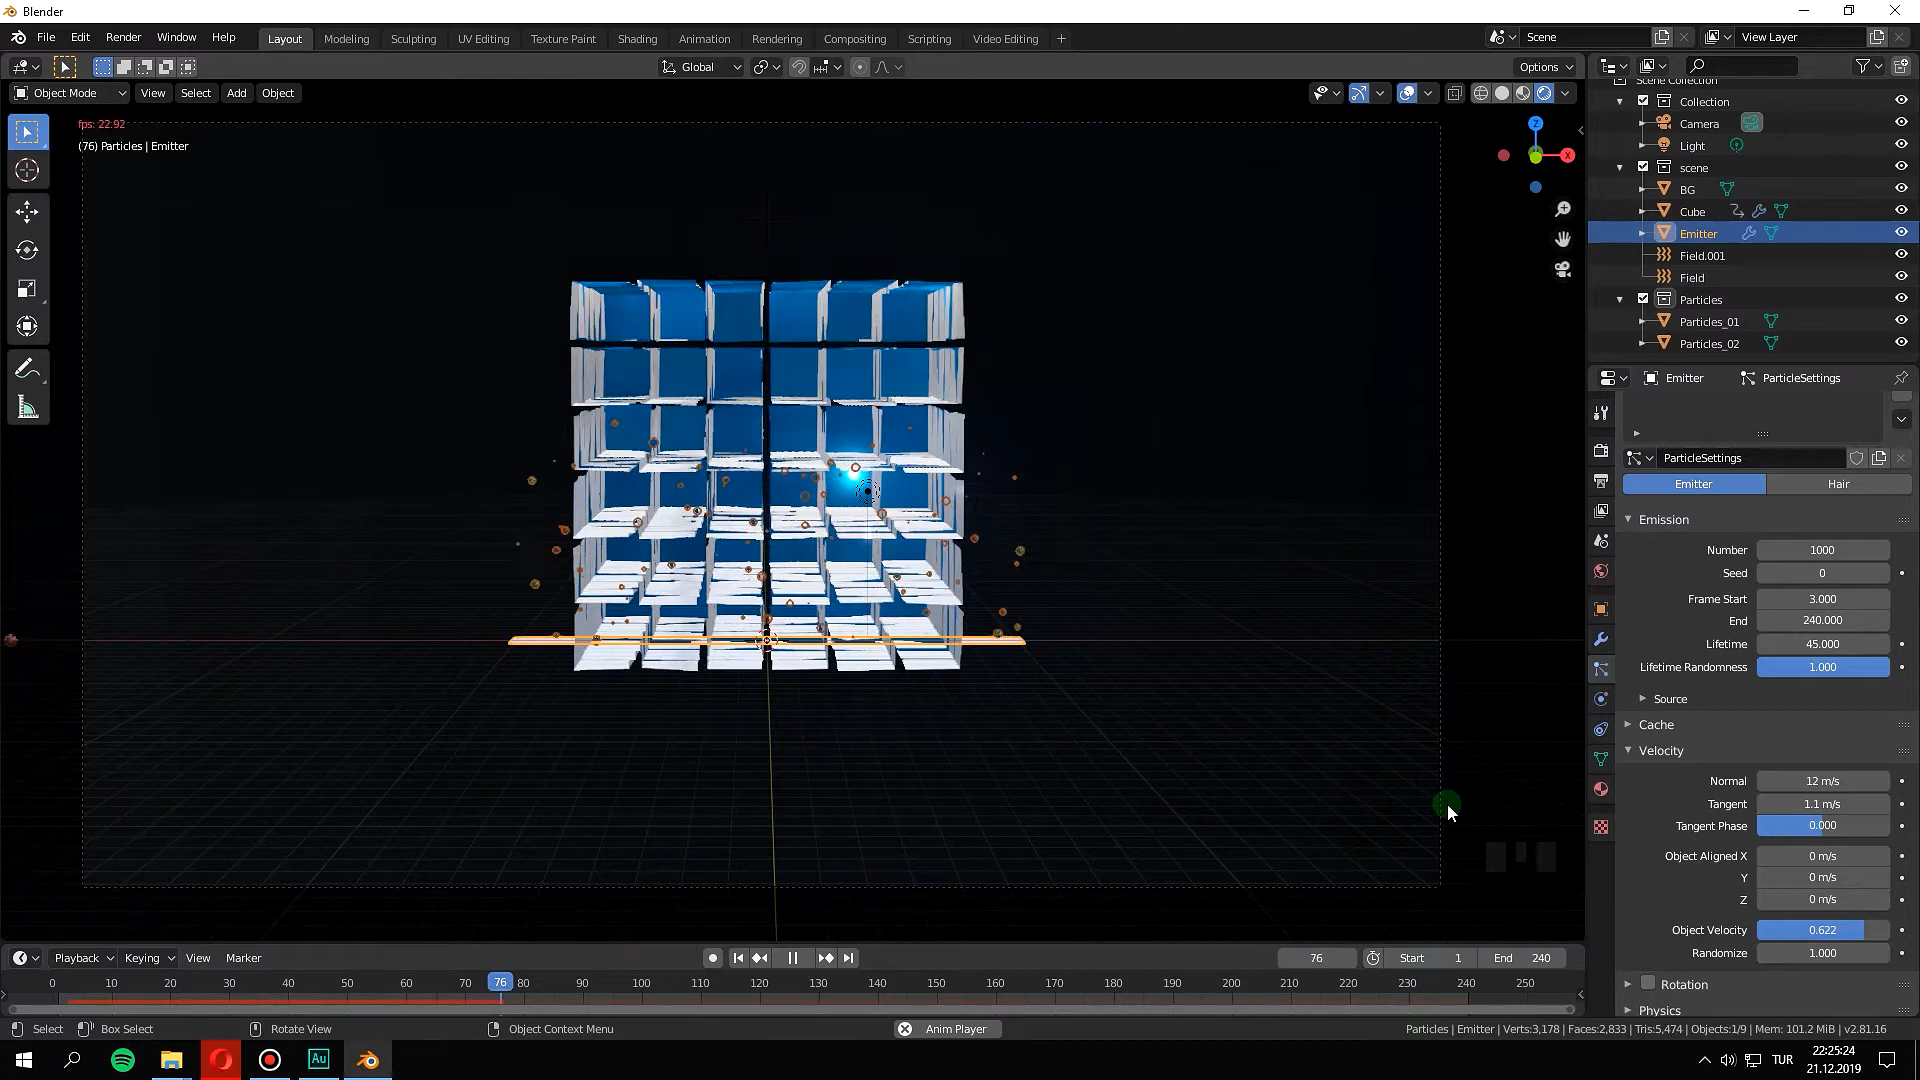 Blender
File Edit Render Window Help
Layout Modeling Sculpting UV Editing Texture Paint Shading Animation Rendering Compositing Scripting Video Editing +
Scene
View Layer
Global
Options
Object Mode View Select Add Object
fps: 22.92
(76) Particles | Emitter
Z
X
Scene Collection
Collection
Camera
Light
scene
BG
Cube
Emitter
Field.001
Field
Particles
Particles_01
Particles_02
Emitter ParticleSettings
ParticleSettings
Emitter Hair
Emission
Number 1000
Seed 0
Frame Start 3.000
End 240.000
Lifetime 45.000
Lifetime Randomness 1.000
Source
Cache
Velocity
Normal 12 m/s
Tangent 1.1 m/s
Tangent Phase 0.000
Object Aligned X 0 m/s
Y 0 m/s
Z 0 m/s
Object Velocity 0.622
Randomize 1.000
Rotation
Physics
Playback Keying View Marker
76 Start 1 End 240
0 10 20 30 40 50 60 70 76 80 90 100 110 120 130 140 150 160 170 180 190 200 210 220 230 240 250
Select Box Select Rotate View Object Context Menu Anim Player
Particles | Emitter | Verts:3,178 | Faces:2,833 | Tris:5,474 | Objects:1/9 | Mem: 101.2 MiB | v2.81.16
Au
TUR
22:25:24
21.12.2019